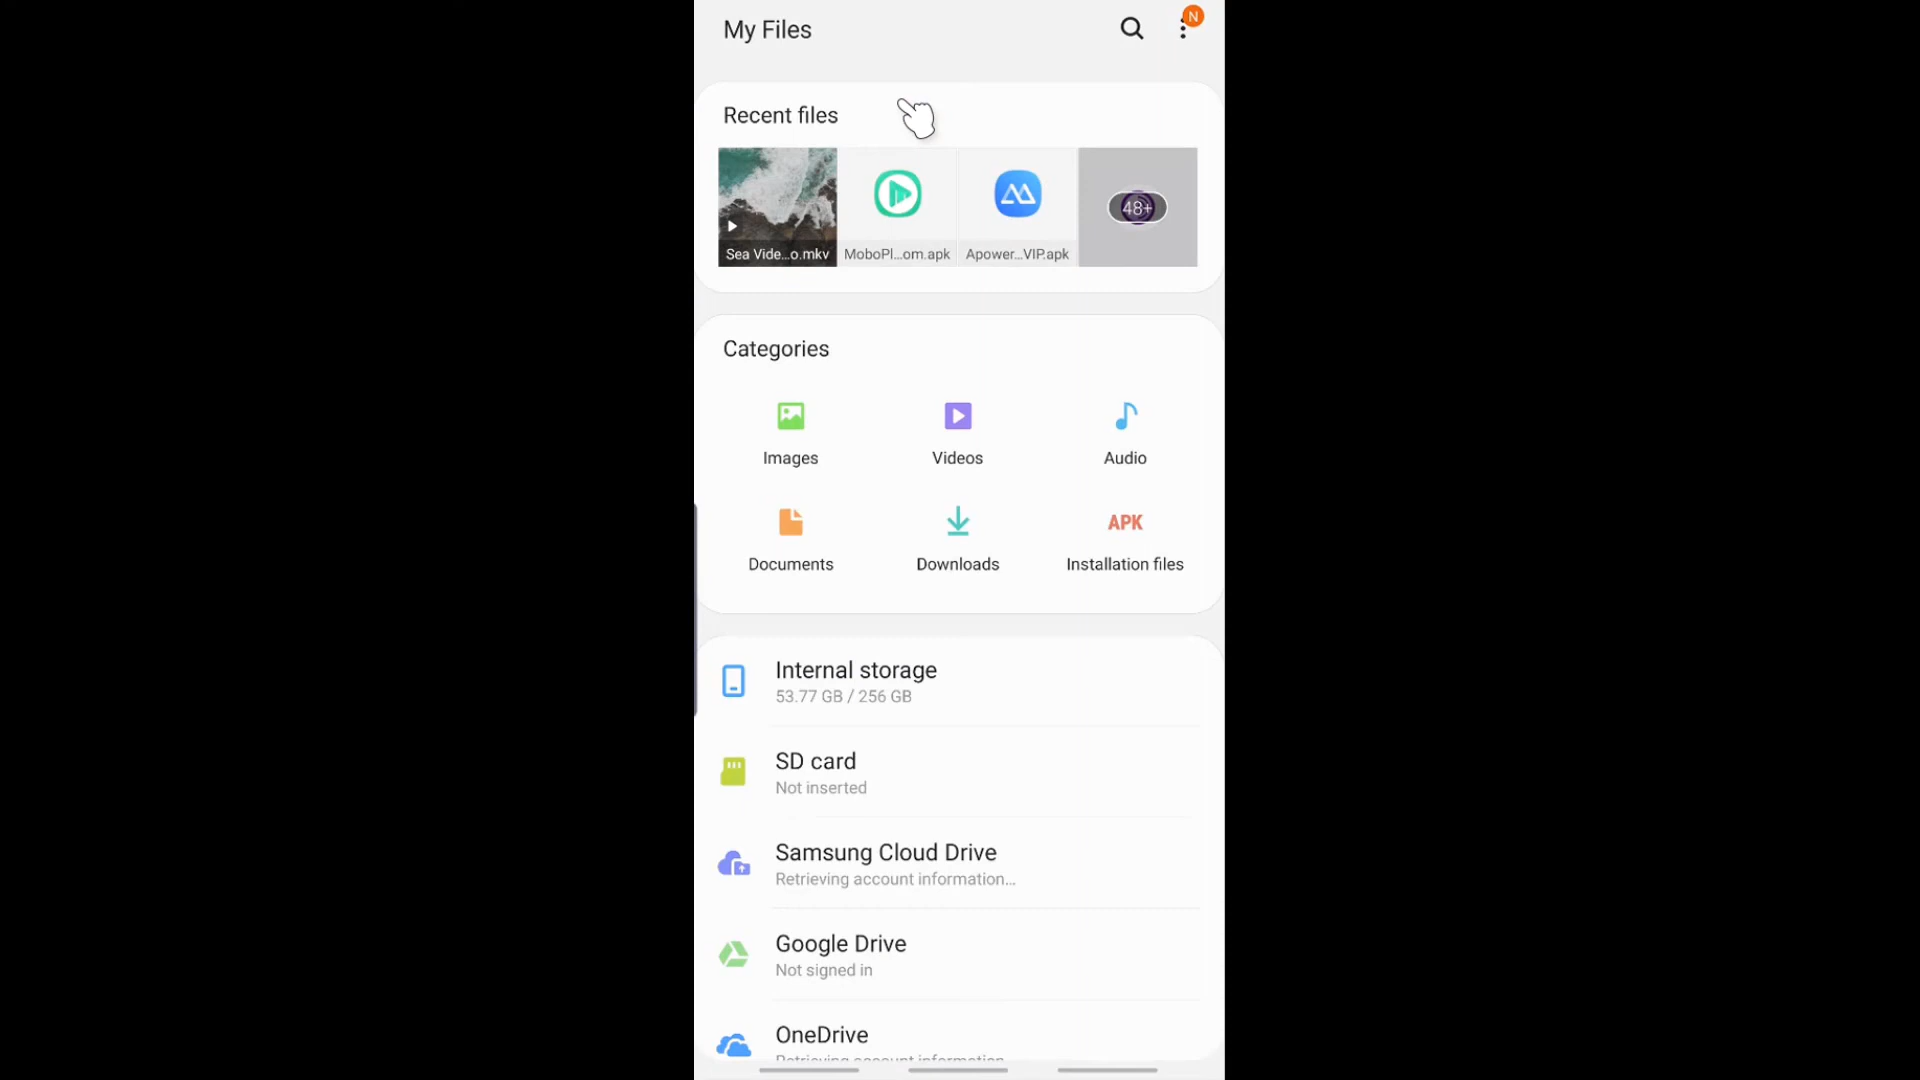 My Files
N
Recent files
Sea Vide...o.mkv
MoboPl...om.apk
Apower...VIP.apk
48+
Categories
Images
Videos
Audio
Documents
Downloads
APK
Installation files
Internal storage
53.77 GB / 256 GB
SD card
Not inserted
Samsung Cloud Drive
Retrieving account information...
Google Drive
Not signed in
OneDrive
Retrieving account information